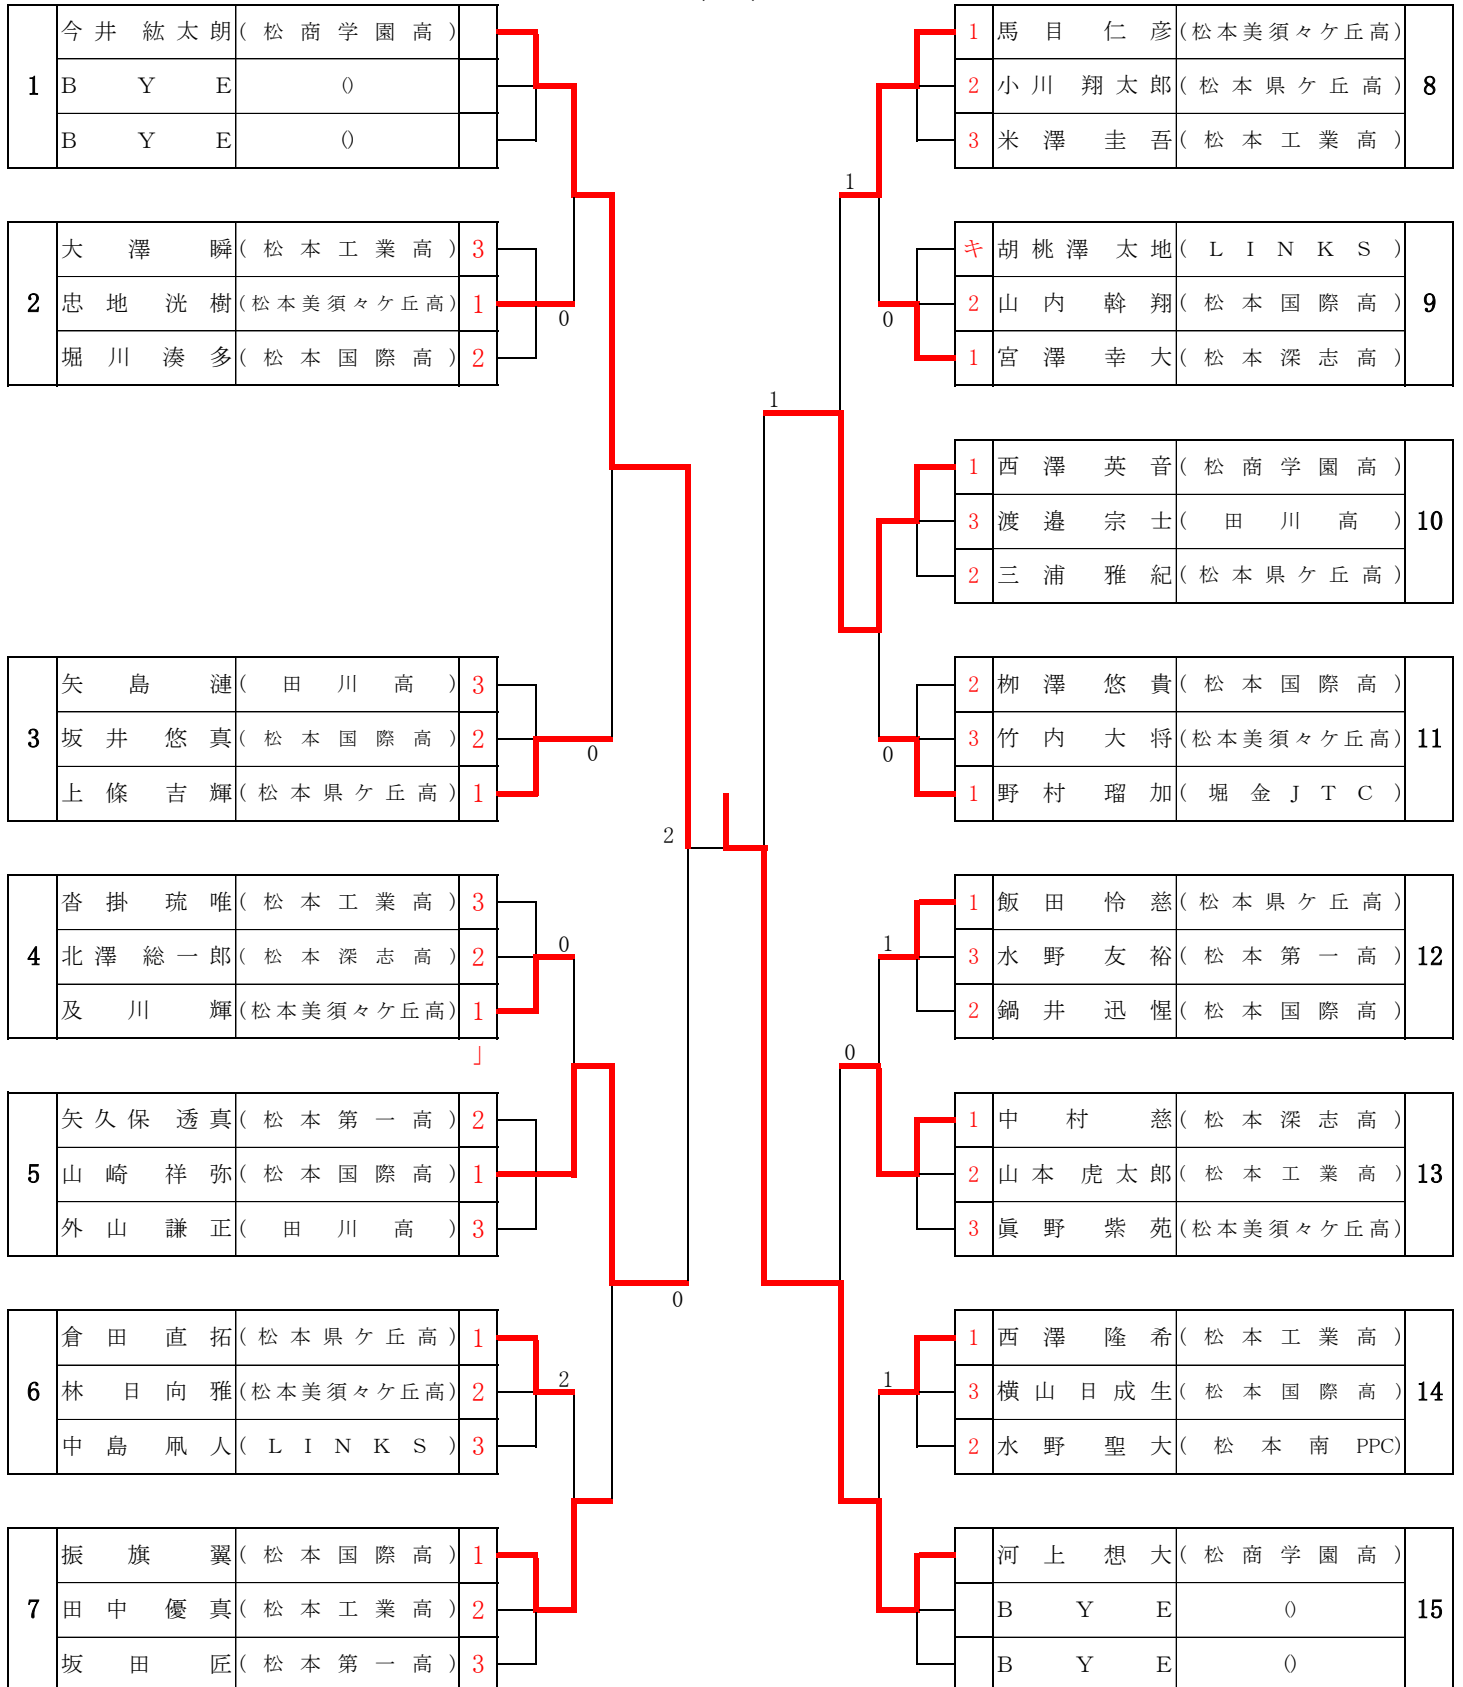 1
今井 紘太朗 (松商学園高)
BYE ()
BYE ()
2
大澤 瞬 (松本工業高) 3
忠地 洸樹 (松本美須々ケ丘高) 1
堀川 湊多 (松本国際高) 2
0
3
矢島 漣 (田川高) 3
坂井 悠真 (松本国際高) 2
上條 吉輝 (松本県ケ丘高) 1
0
2
4
沓掛 琉唯 (松本工業高) 3
北澤 総一郎 (松本深志高) 2
及川 輝 (松本美須々ケ丘高) 1
0
」
5
矢久保 透真 (松本第一高) 2
山崎 祥弥 (松本国際高) 1
外山 謙正 (田川高) 3
0
6
倉田 直拓 (松本県ケ丘高) 1
林 日向雅 (松本美須々ケ丘高) 2
中島 凧人 (LINKS) 3
2
7
振旗 翼 (松本国際高) 1
田中 優真 (松本工業高) 2
坂田 匠 (松本第一高) 3
1 馬目 仁彦 (松本美須々ケ丘高)
2 小川 翔太郎 (松本県ケ丘高)
3 米澤 圭吾 (松本工業高)
8
1
キ 胡桃澤 太地 (LINKS)
2 山内 幹翔 (松本国際高)
1 宮澤 幸大 (松本深志高)
9
0
1
1 西澤 英音 (松商学園高)
3 渡邉 宗士 (田川高)
2 三浦 雅紀 (松本県ケ丘高)
10
2 栁澤 悠貴 (松本国際高)
3 竹内 大将 (松本美須々ケ丘高)
1 野村 瑠加 (堀金JTC)
11
0
1 飯田 怜慈 (松本県ケ丘高)
3 水野 友裕 (松本第一高)
2 鍋井 迅惺 (松本国際高)
12
1
0
1 中村 慈 (松本深志高)
2 山本 虎太郎 (松本工業高)
3 眞野 紫苑 (松本美須々ケ丘高)
13
1 西澤 隆希 (松本工業高)
3 横山 日成生 (松本国際高)
2 水野 聖大 (松本南PPC)
14
1
河上 想大 (松商学園高)
BYE ()
BYE ()
15